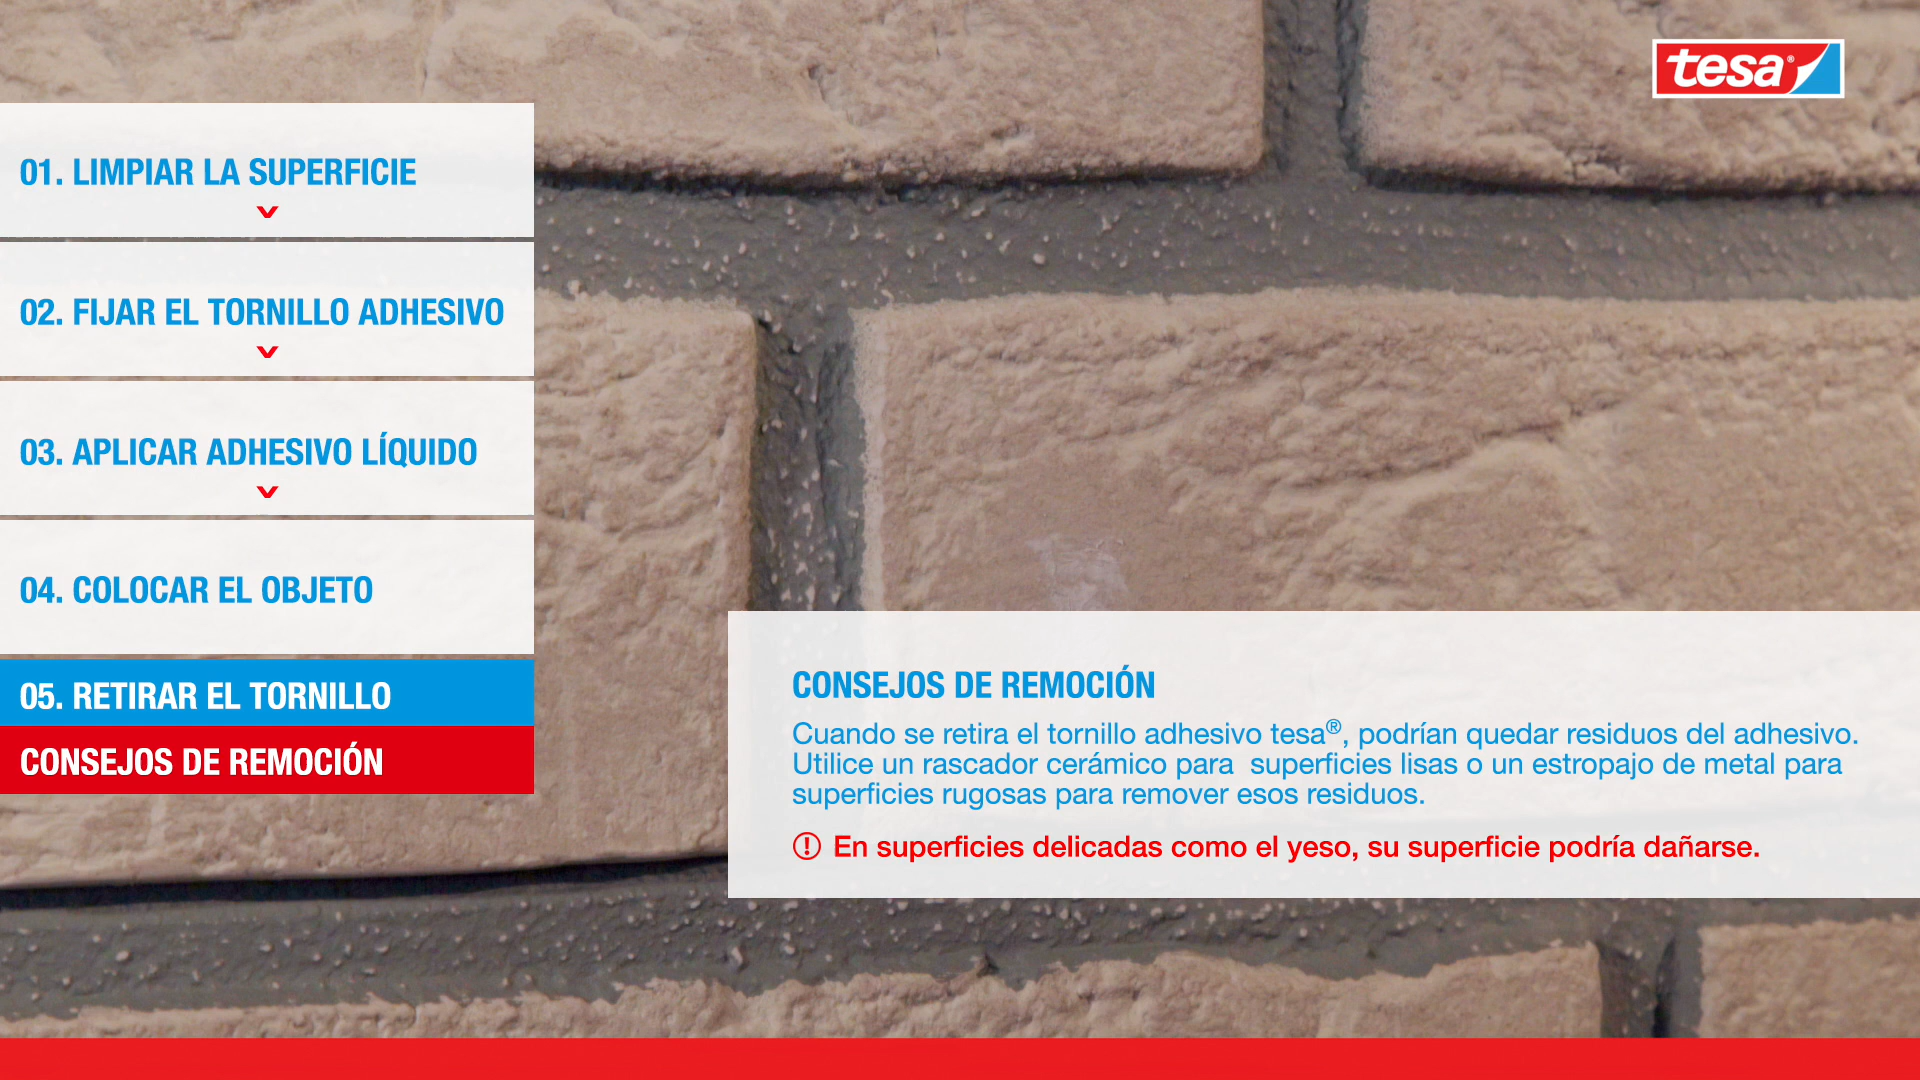 tesa®
01. LIMPIAR LA SUPERFICIE
02. FIJAR EL TORNILLO ADHESIVO
03. APLICAR ADHESIVO LÍQUIDO
04. COLOCAR EL OBJETO
05. RETIRAR EL TORNILLO
CONSEJOS DE REMOCIÓN
CONSEJOS DE REMOCIÓN
Cuando se retira el tornillo adhesivo tesa®, podrían quedar residuos del adhesivo.
Utilice un rascador cerámico para  superficies lisas o un estropajo de metal para
superficies rugosas para remover esos residuos.
! En superficies delicadas como el yeso, su superficie podría dañarse.